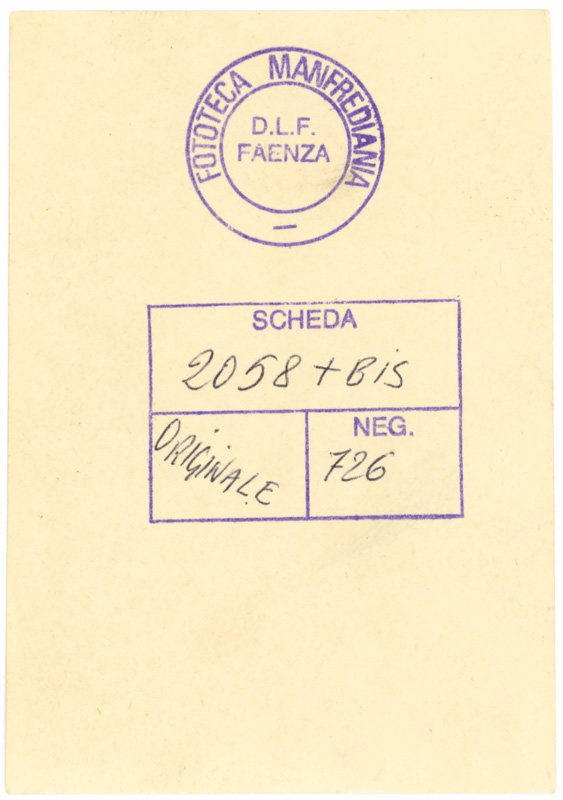 FOTOTECA MANFREDIANA
D.L.F.
FAENZA
SCHEDA
2058 + Bis
ORIGINALE
NEG.
726